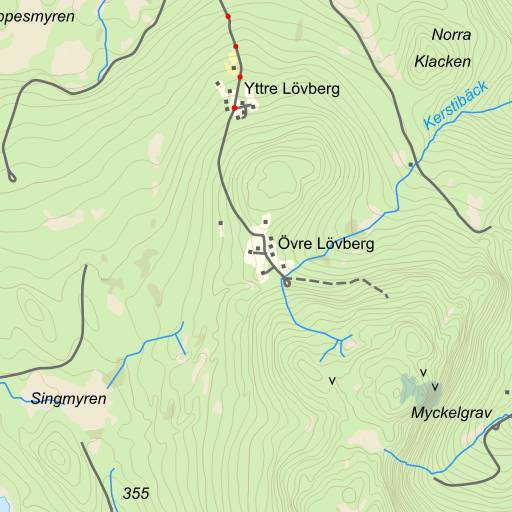 ppesmyren
Norra
Klacken
Yttre Lövberg
Kerstibäck
Övre Lövberg
Singmyren
Myckelgrav
355